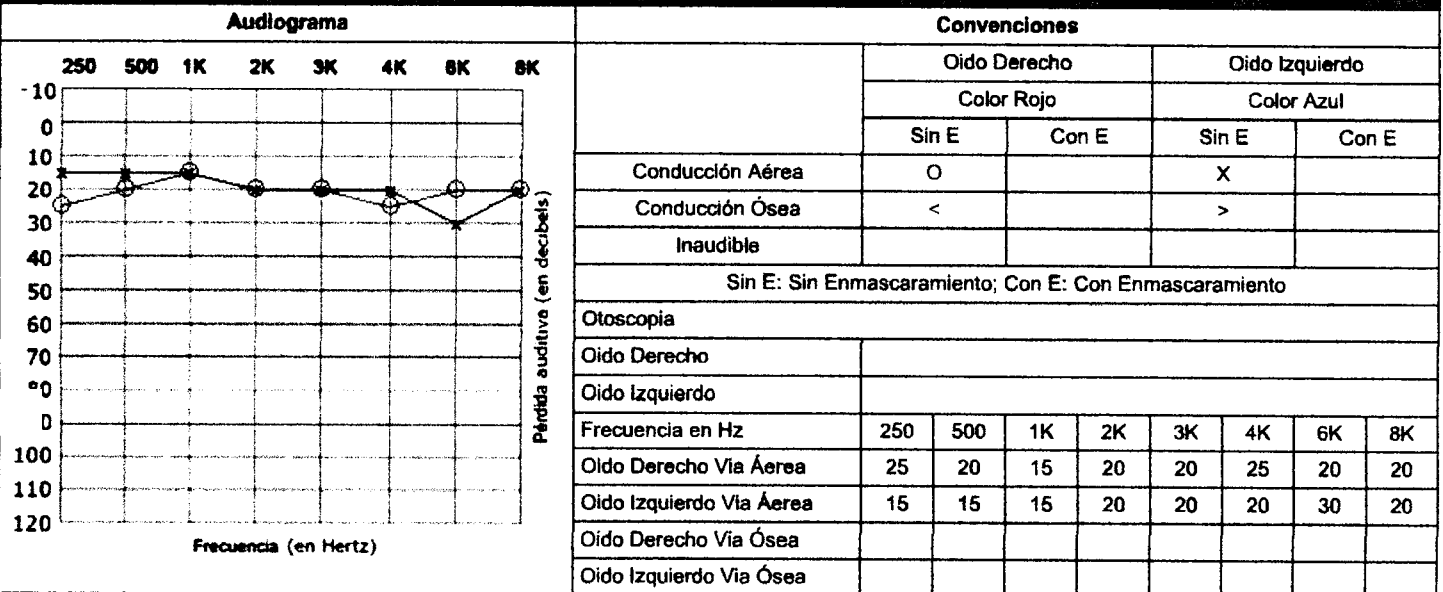 Audiograma
250 500 1K 2K 3K 4K 6K 8K
-10
0
10
20
30
40
50
60
70
0
0
100
110
120
Pérdida auditiva (en decibels)
Frecuencia (en Hertz)
Convenciones
Oido Derecho Oido Izquierdo
Color Rojo Color Azul
Sin E Con E Sin E Con E
Conducción Aérea O X
Conducción Ósea < >
Inaudible
Sin E: Sin Enmascaramiento; Con E: Con Enmascaramiento
Otoscopia
Oido Derecho
Oido Izquierdo
Frecuencia en Hz 250 500 1K 2K 3K 4K 6K 8K
Oido Derecho Via Áerea 25 20 15 20 20 25 20 20
Oido Izquierdo Via Áerea 15 15 15 20 20 20 30 20
Oido Derecho Via Ósea
Oido Izquierdo Via Ósea